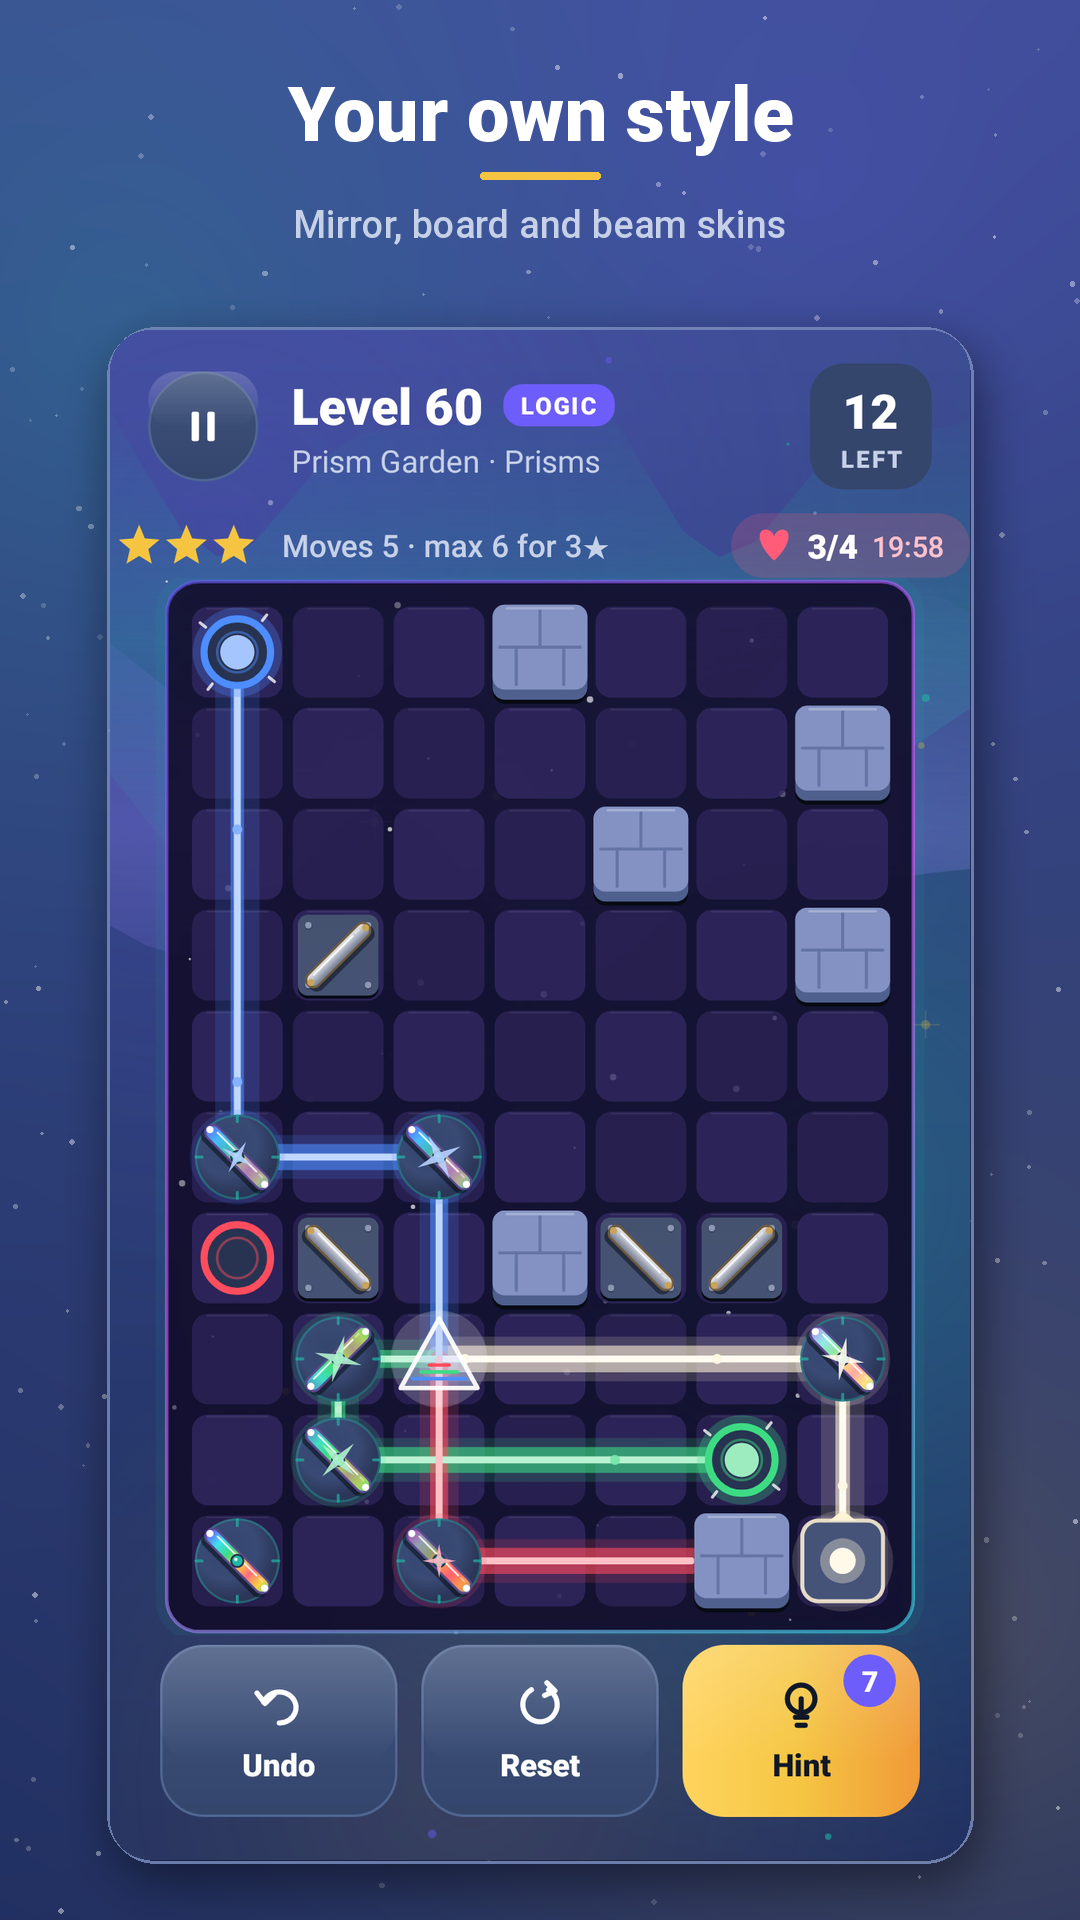 Your own style
Mirror, board and beam skins
Level 60 LOGIC
Prism Garden · Prisms
12
LEFT
Moves 5 · max 6 for 3★
3/4 19:58
Undo
Reset
Hint
7